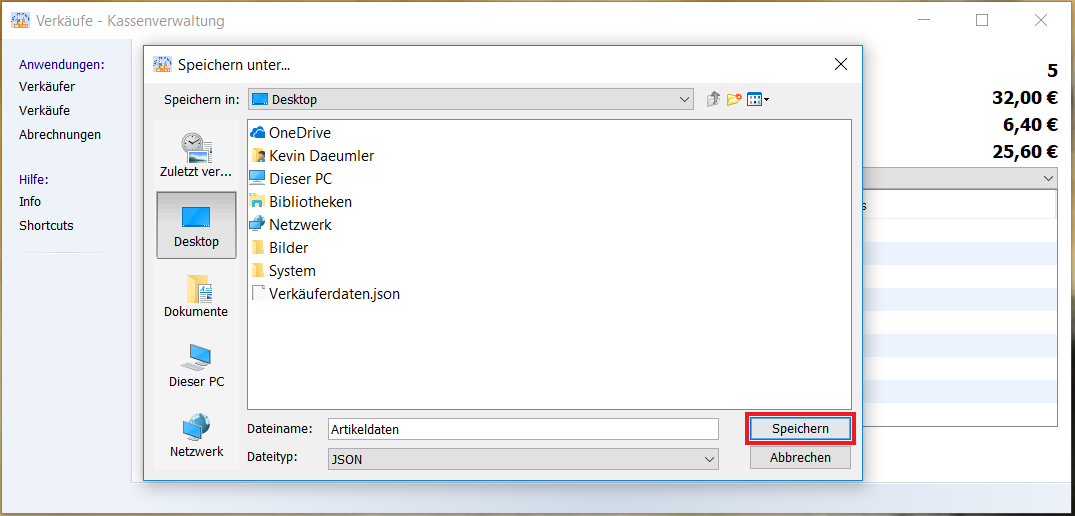 Verkäufe - Kassenverwaltung
Anwendungen:
Verkäufer
Verkäufe
Abrechnungen
Hilfe:
Info
Shortcuts
Speichern unter...
Speichern in:
Desktop
Zuletzt ver...
Desktop
Dokumente
Dieser PC
Netzwerk
OneDrive
Kevin Daeumler
Dieser PC
Bibliotheken
Netzwerk
Bilder
System
Verkäuferdaten.json
Dateiname:
Artikeldaten
Speichern
Dateityp:
JSON
Abbrechen
5
32,00 €
6,40 €
25,60 €
s